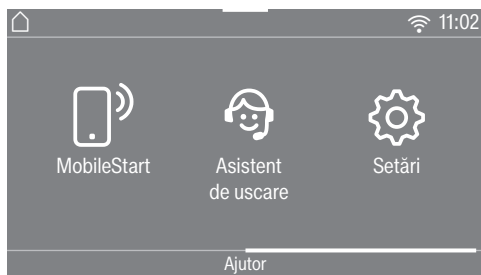 11:02
MobileStart
Asistent
de uscare
Setări
Ajutor